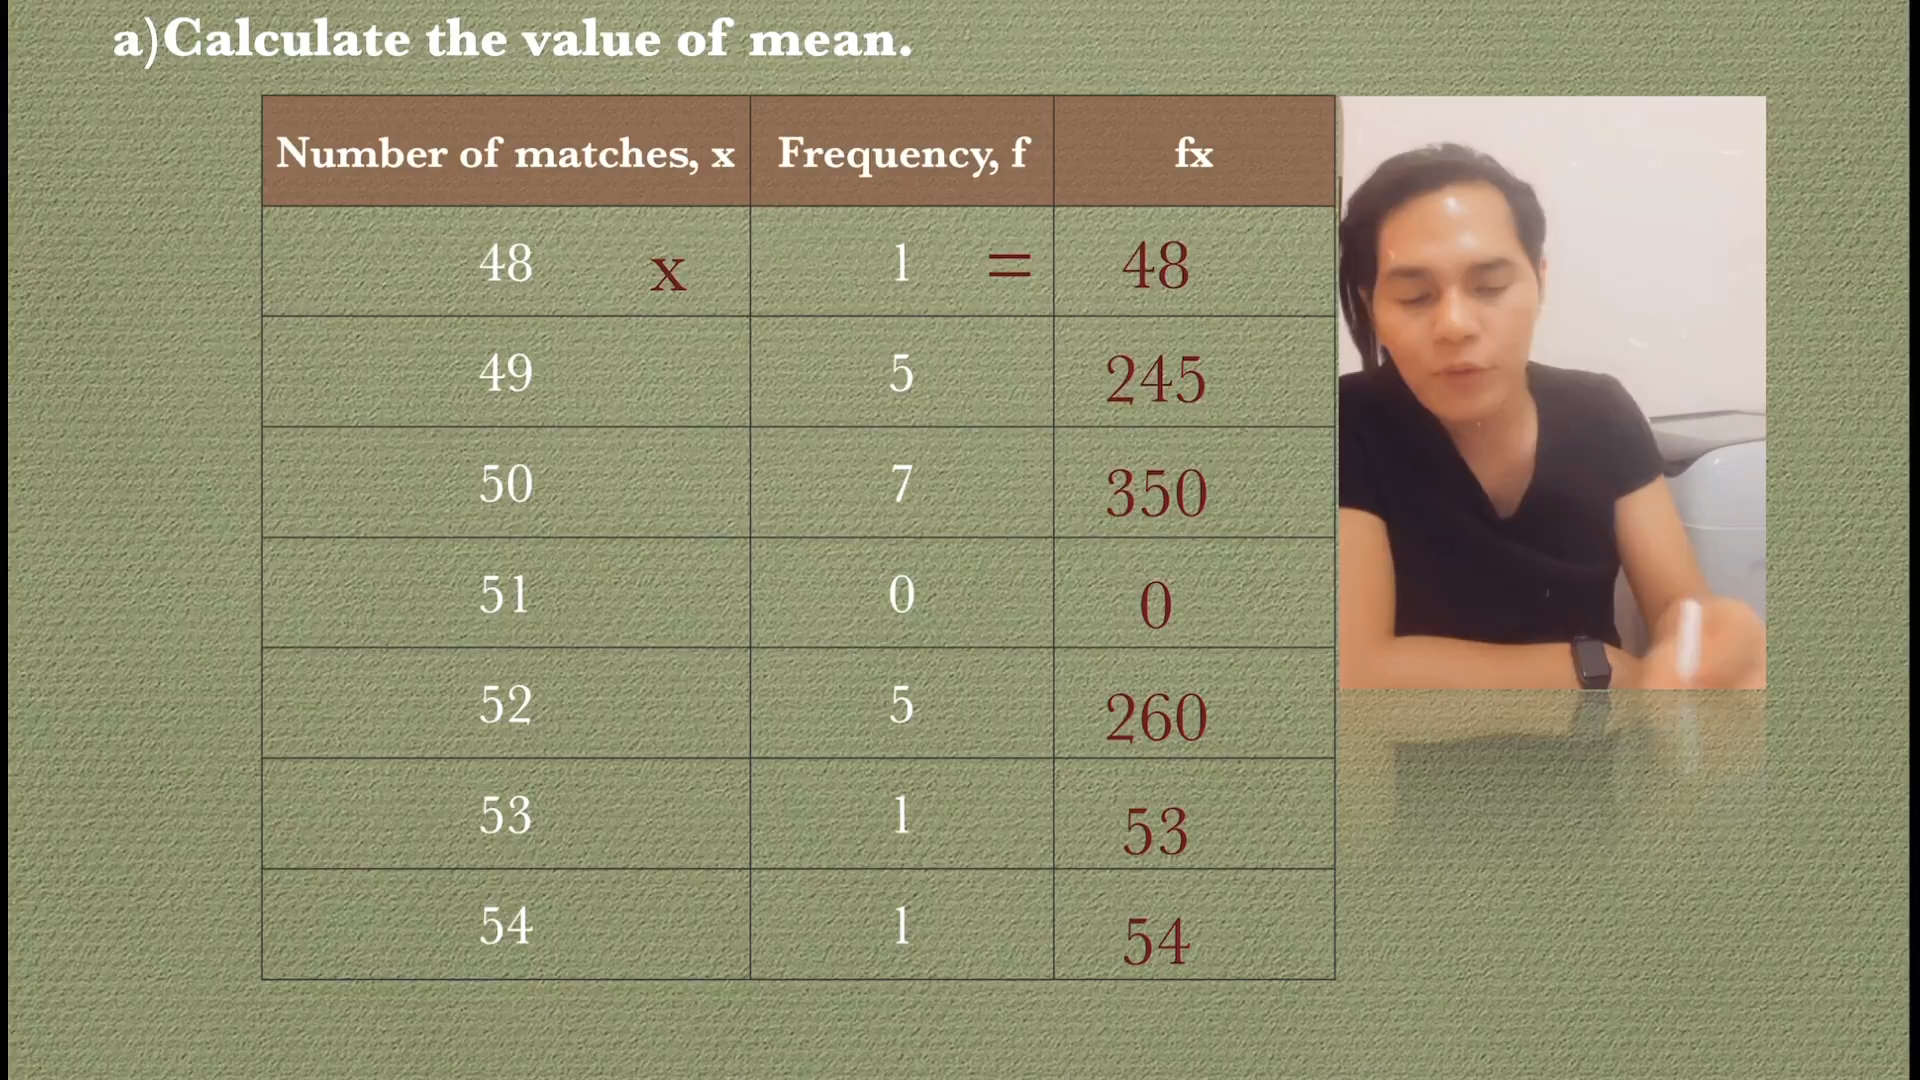 a)Calculate the value of mean.
Number of matches, x Frequency, f fx
48 x 1 = 48
49 5 245
50 7 350
51 0 0
52 5 260
53 1 53
54 1 54